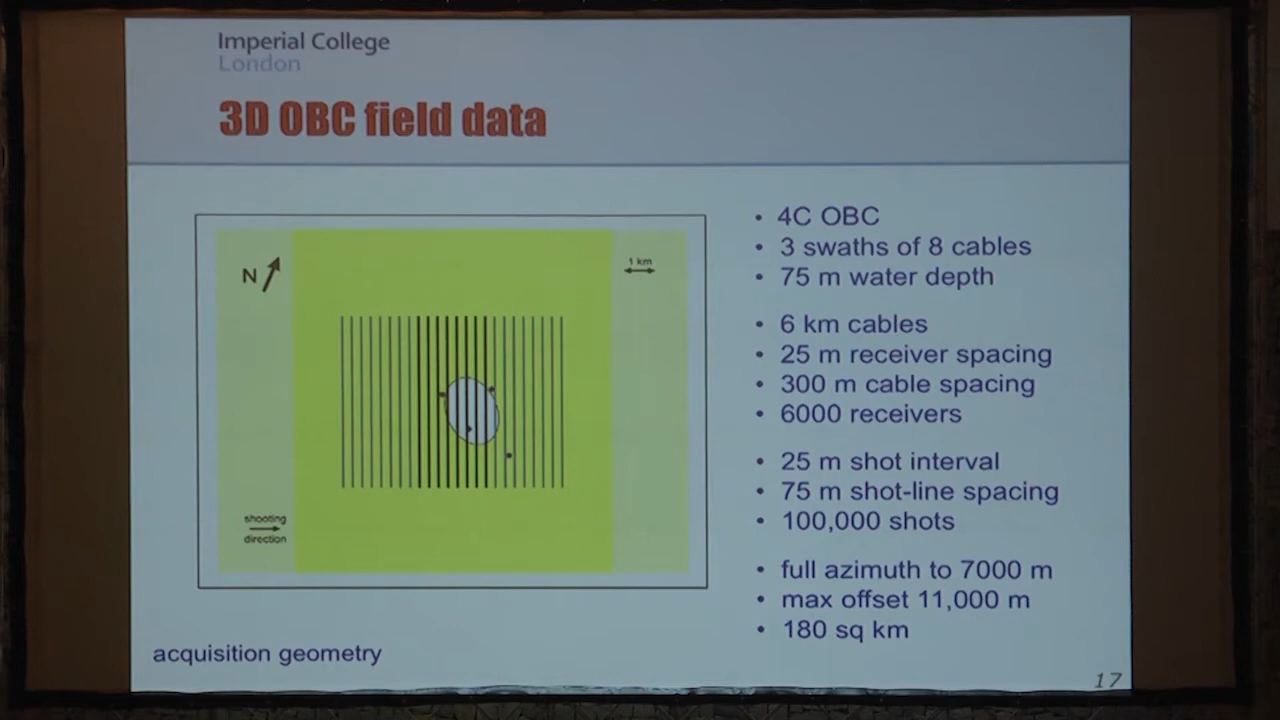 Imperial College
London
3D OBC field data
N
1 km
shooting
direction
acquisition geometry
• 4C OBC
• 3 swaths of 8 cables
• 75 m water depth
• 6 km cables
• 25 m receiver spacing
• 300 m cable spacing
• 6000 receivers
• 25 m shot interval
• 75 m shot-line spacing
• 100,000 shots
• full azimuth to 7000 m
• max offset 11,000 m
• 180 sq km
17